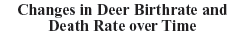 Changes in Deer Birthrate and
Death Rate over Time